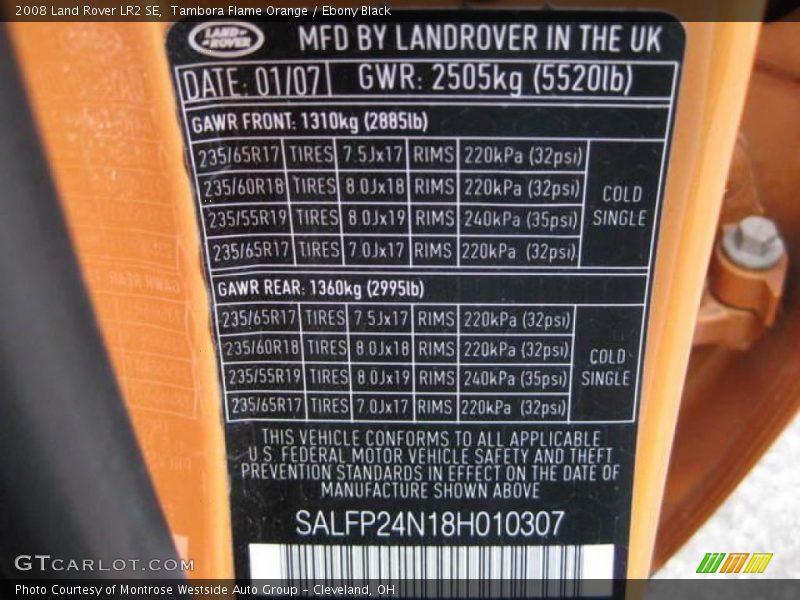 2008 Land Rover LR2 SE,  Tambora Flame Orange / Ebony Black
LAND ROVER MFD BY LANDROVER IN THE UK
DATE: 01/07 GWR: 2505kg (5520lb)
GAWR FRONT: 1310kg (2885lb)
235/65R17 TIRES 7.5Jx17 RIMS 220kPa (32psi)
235/60R18 TIRES 8.0Jx18 RIMS 220kPa (32psi)
235/55R19 TIRES 8.0Jx19 RIMS 240kPa (35psi)
235/65R17 TIRES 7.0Jx17 RIMS 220kPa (32psi)
COLD
SINGLE
GAWR REAR: 1360kg (2995lb)
235/65R17 TIRES 7.5Jx17 RIMS 220kPa (32psi)
235/60R18 TIRES 8.0Jx18 RIMS 220kPa (32psi)
235/55R19 TIRES 8.0Jx19 RIMS 240kPa (35psi)
235/65R17 TIRES 7.0Jx17 RIMS 220kPa (32psi)
COLD
SINGLE
THIS VEHICLE CONFORMS TO ALL APPLICABLE
U.S. FEDERAL MOTOR VEHICLE SAFETY AND THEFT
PREVENTION STANDARDS IN EFFECT ON THE DATE OF
MANUFACTURE SHOWN ABOVE
SALFP24N18H010307
GTCARLOT.COM
Photo Courtesy of Montrose Westside Auto Group - Cleveland, OH